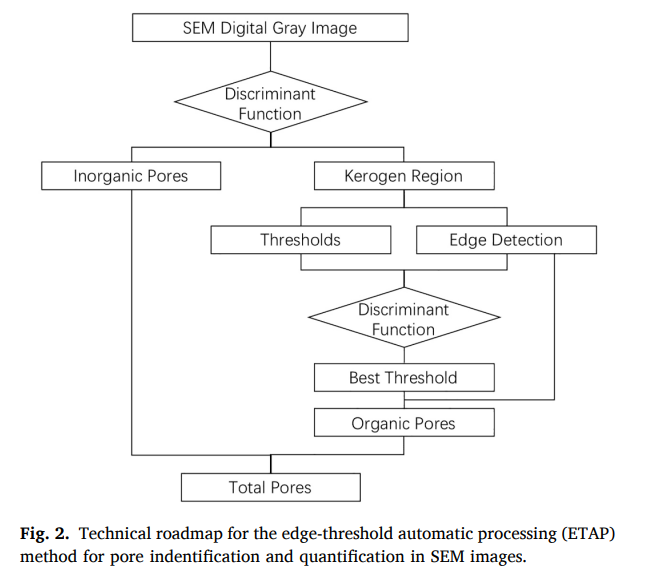 SEM Digital Gray Image
Discriminant
Function
Inorganic Pores
Kerogen Region
Thresholds
Edge Detection
Discriminant
Function
Best Threshold
Organic Pores
Total Pores
Fig. 2. Technical roadmap for the edge-threshold automatic processing (ETAP)
method for pore indentification and quantification in SEM images.